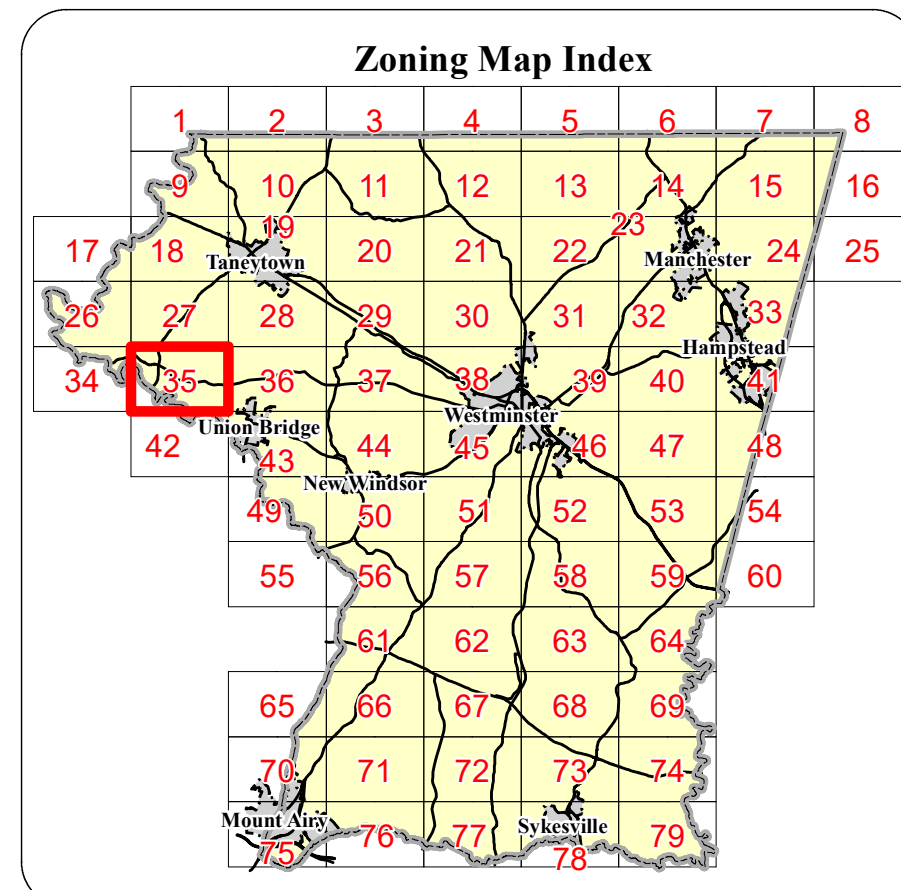 Zoning Map Index
1 2 3 4 5 6 7 8
9 10 11 12 13 14 15 16
17 18 19 20 21 22 23 24 25
Taneytown Manchester
26 27 28 29 30 31 32 33
Hampstead
34 35 36 37 38 39 40 41
Westminster
Union Bridge
42 43 44 45 46 47 48
New Windsor
49 50 51 52 53 54
55 56 57 58 59 60
61 62 63 64
65 66 67 68 69
70 71 72 73 74
Mount Airy Sykesville
75 76 77 78 79